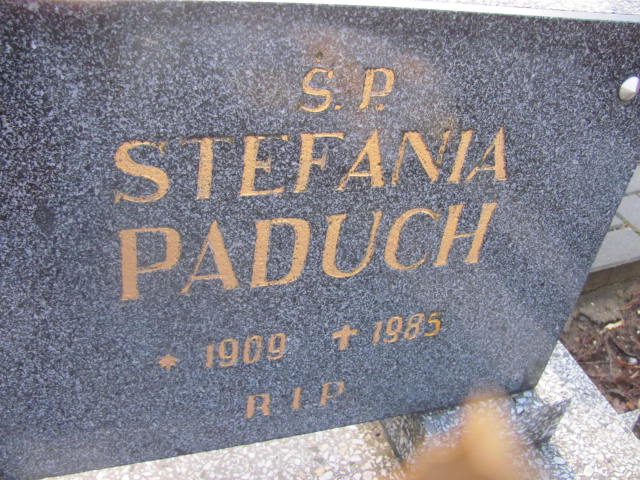 Ś. P.
STEFANIA
PADUCH
* 1909 ✝ 1985
R I P